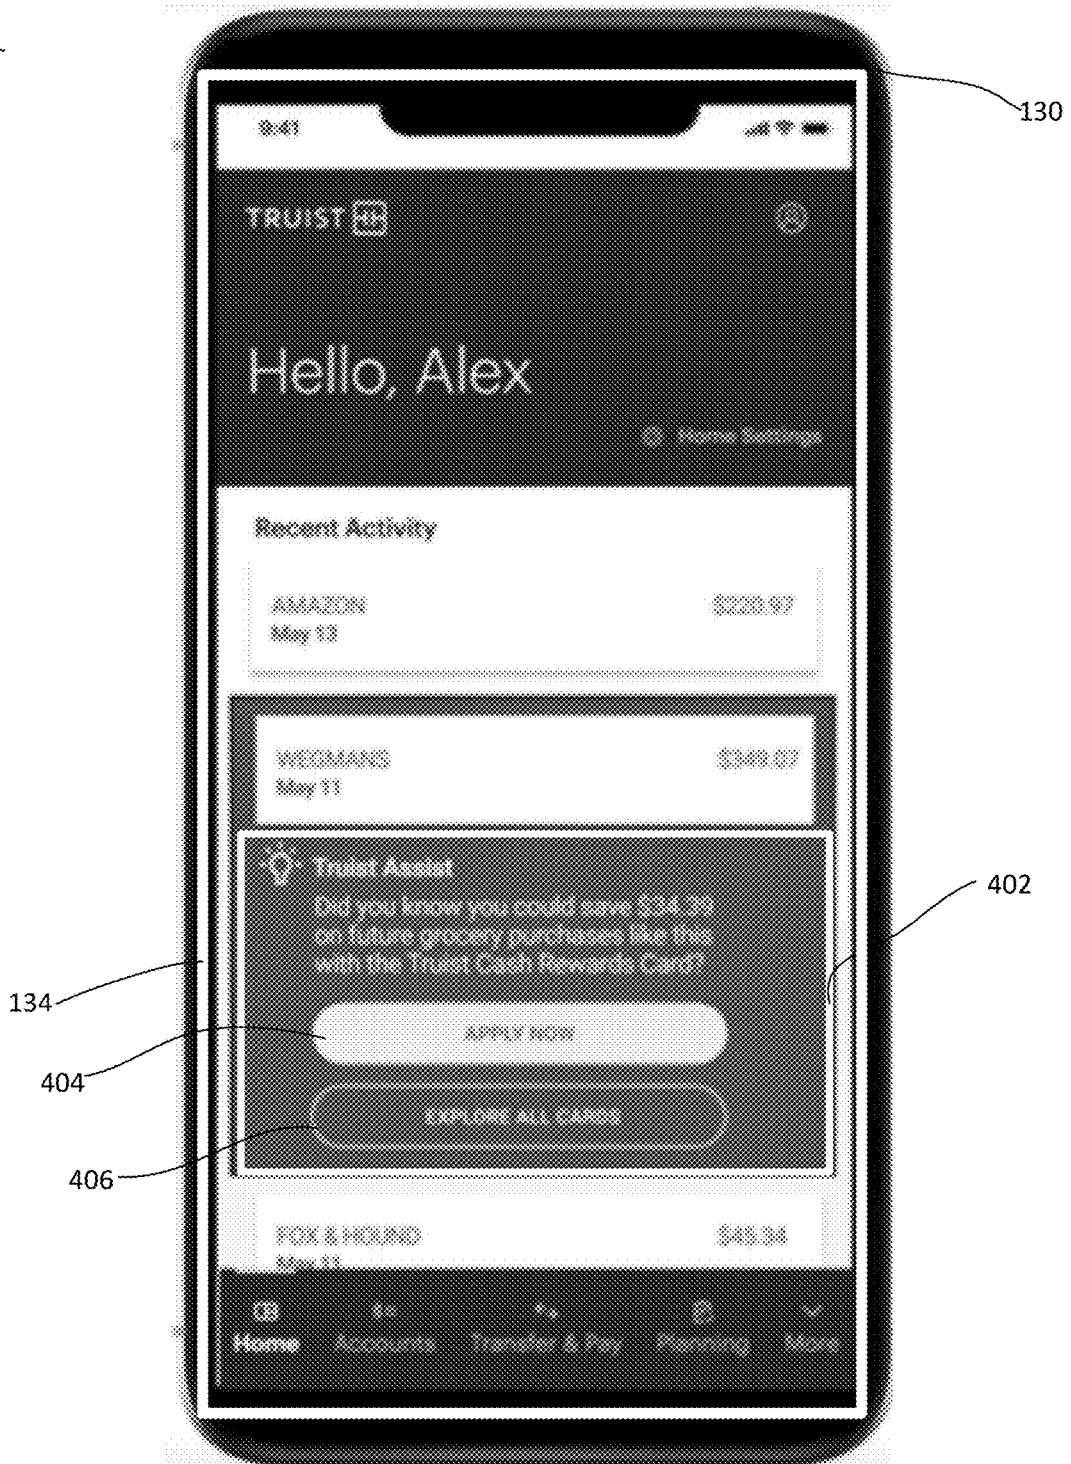 130
9:41
TRUIST
Hello, Alex
Home Settings
Recent Activity
AMAZON $220.97
May 13
WEGMANS $349.07
May 11
Truist Assist
Did you know you could save $34.39
on future grocery purchases like this
with the Truist Cash Rewards Card?
402
134
APPLY NOW
404
EXPLORE ALL CARDS
406
FOX & HOUND $45.34
May 11
Home Accounts Transfer & Pay Planning More